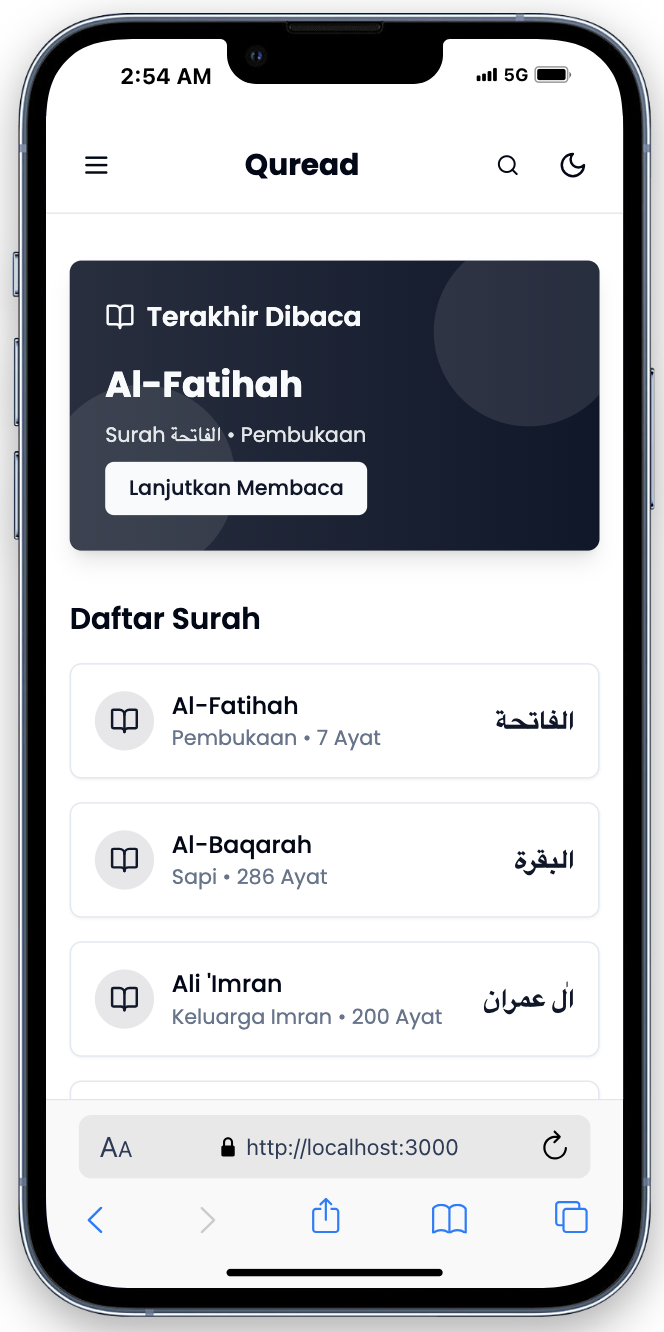 2:54 AM 5G
Quread
Terakhir Dibaca
Al-Fatihah
Surah الفاتحة • Pembukaan
Lanjutkan Membaca
Daftar Surah
Al-Fatihah
الفاتحة
Pembukaan • 7 Ayat
Al-Baqarah
البقرة
Sapi • 286 Ayat
Ali 'Imran
اٰل عمران
Keluarga Imran • 200 Ayat
AA http://localhost:3000